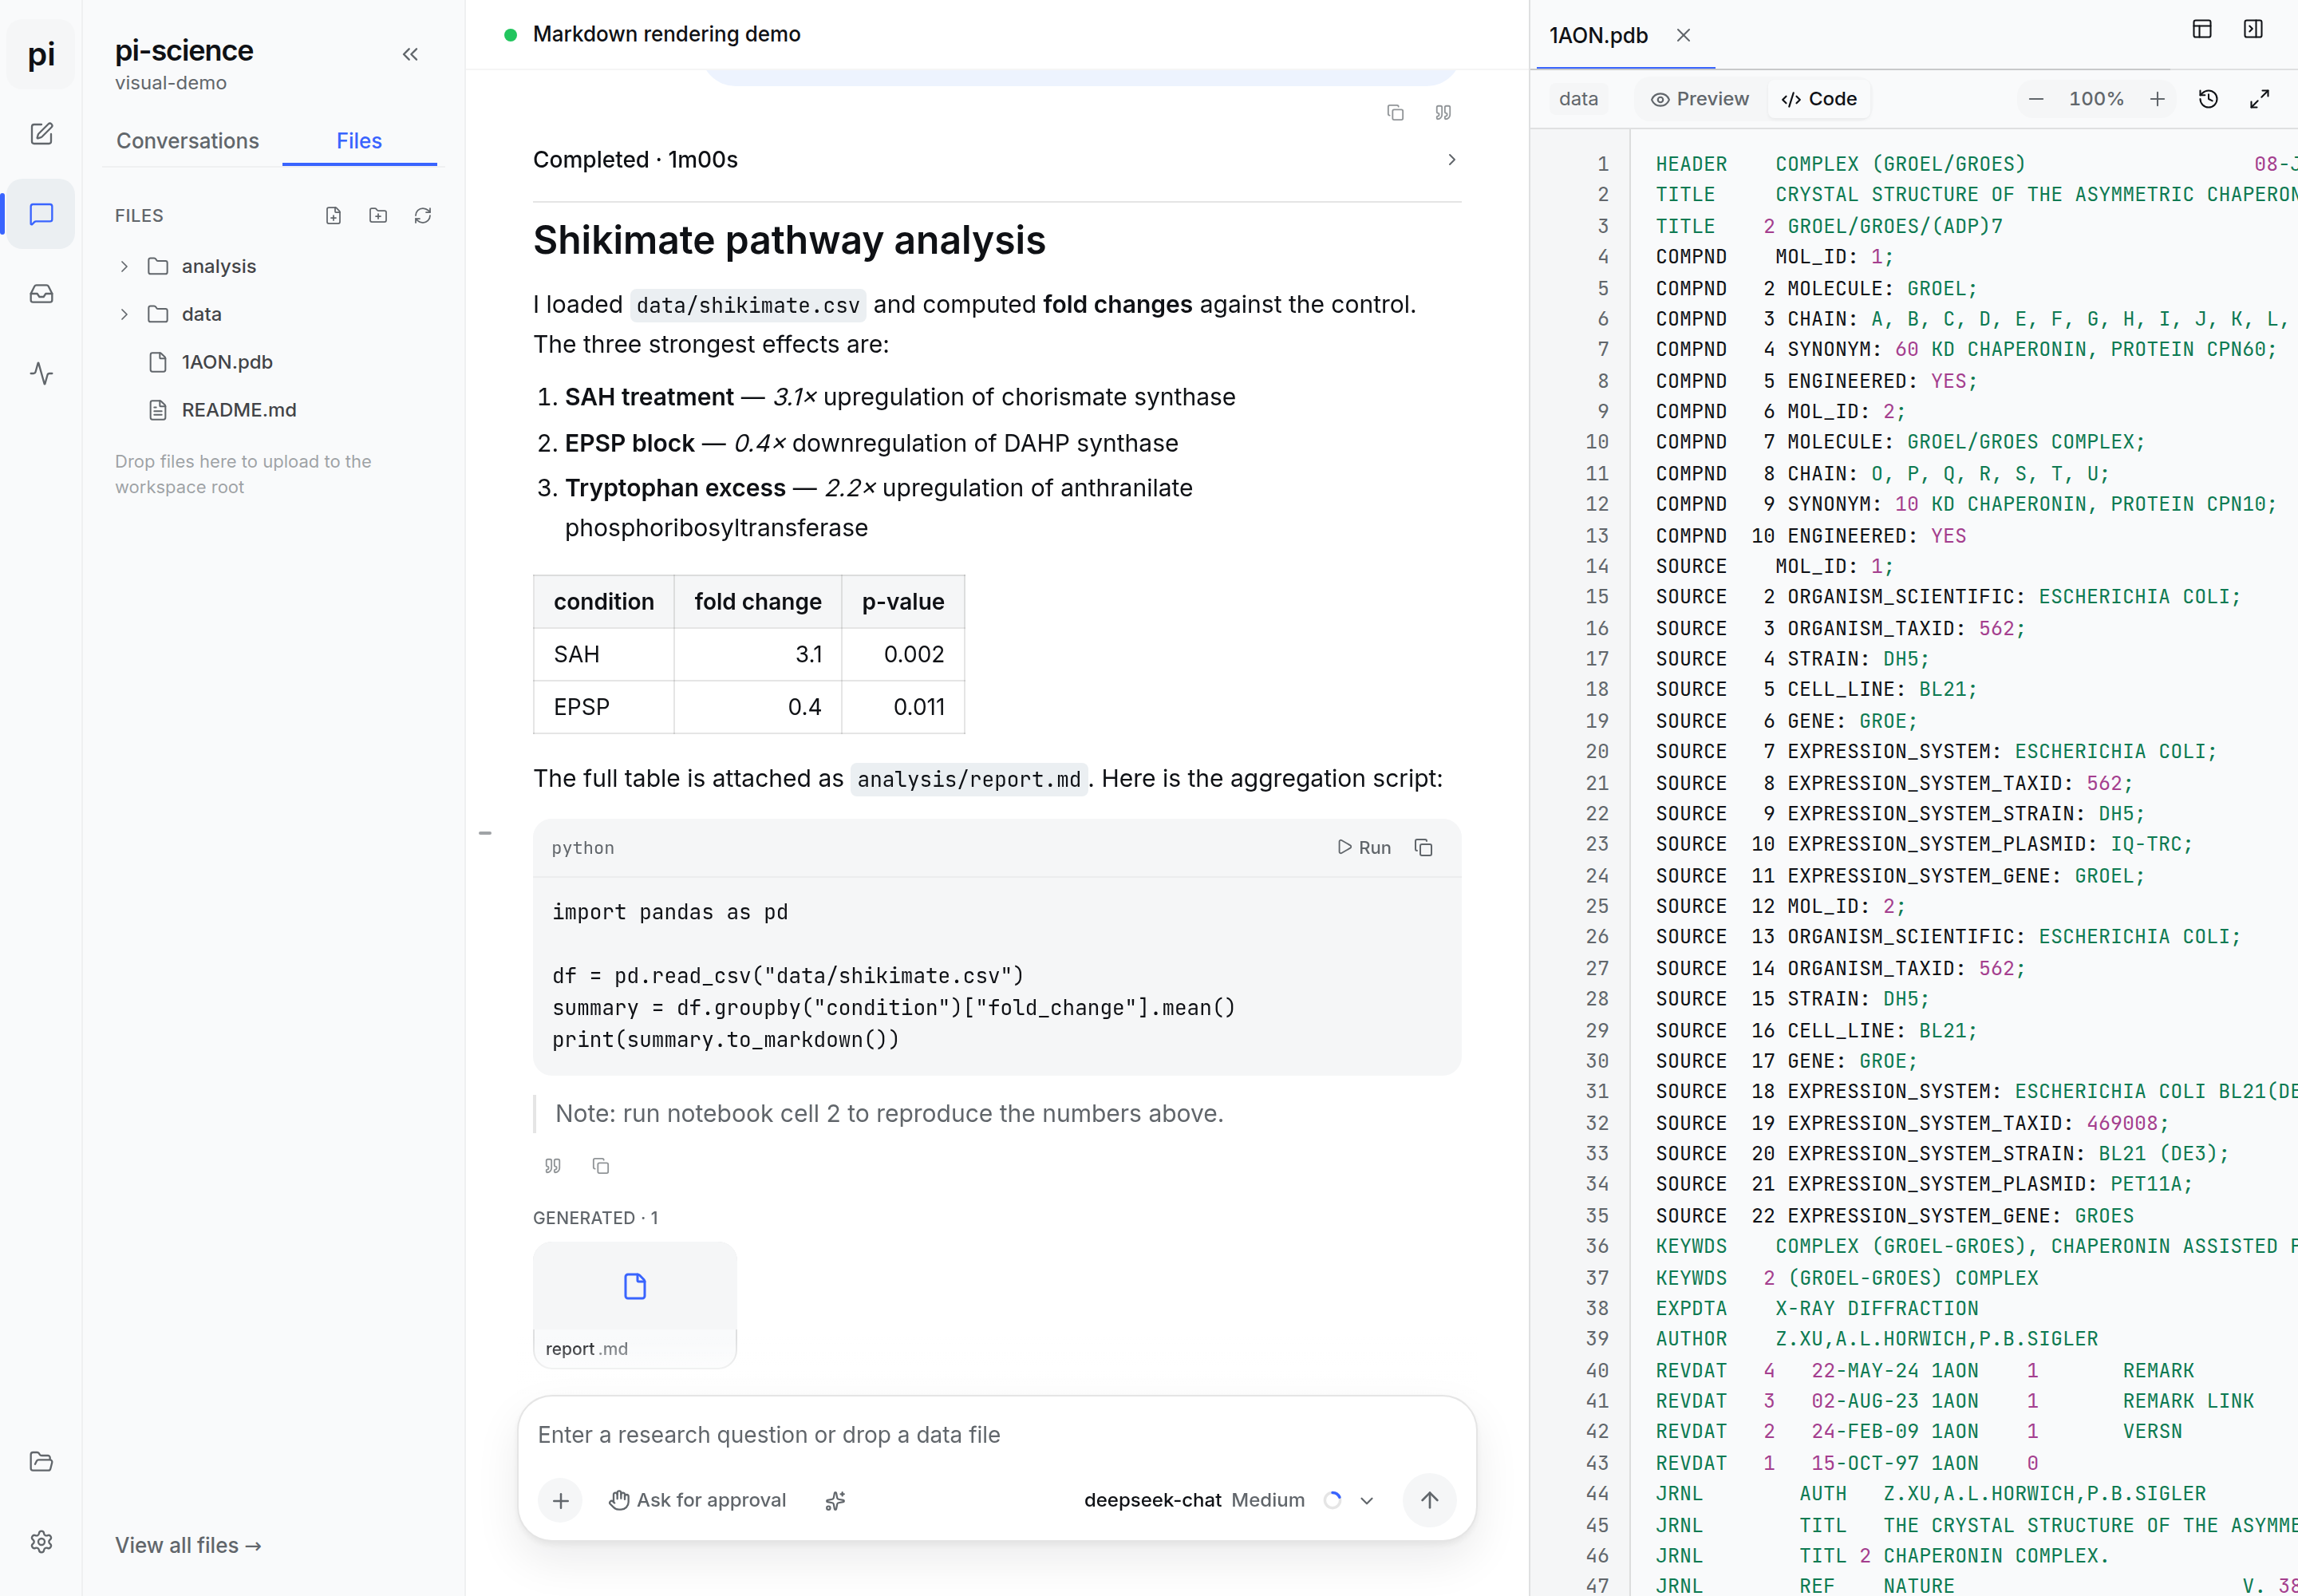 pi
pi-science
visual-demo
Conversations
Files
FILES
analysis
data
1AON.pdb
README.md
Drop files here to upload to the
workspace root
View all files →
Markdown rendering demo
Completed · 1m00s
Shikimate pathway analysis
I loaded data/shikimate.csv and computed fold changes against the control.
The three strongest effects are:
1. SAH treatment — 3.1× upregulation of chorismate synthase
2. EPSP block — 0.4× downregulation of DAHP synthase
3. Tryptophan excess — 2.2× upregulation of anthranilate
phosphoribosyltransferase
condition fold change p-value
SAH 3.1 0.002
EPSP 0.4 0.011
The full table is attached as analysis/report.md. Here is the aggregation script:
python
Run
import pandas as pd
df = pd.read_csv("data/shikimate.csv")
summary = df.groupby("condition")["fold_change"].mean()
print(summary.to_markdown())
Note: run notebook cell 2 to reproduce the numbers above.
GENERATED · 1
report.md
Enter a research question or drop a data file
Ask for approval
deepseek-chat Medium
1AON.pdb
data
Preview
Code
100%
1 HEADER COMPLEX (GROEL/GROES) 08-J
2 TITLE CRYSTAL STRUCTURE OF THE ASYMMETRIC CHAPERON
3 TITLE 2 GROEL/GROES/(ADP)7
4 COMPND MOL_ID: 1;
5 COMPND 2 MOLECULE: GROEL;
6 COMPND 3 CHAIN: A, B, C, D, E, F, G, H, I, J, K, L,
7 COMPND 4 SYNONYM: 60 KD CHAPERONIN, PROTEIN CPN60;
8 COMPND 5 ENGINEERED: YES;
9 COMPND 6 MOL_ID: 2;
10 COMPND 7 MOLECULE: GROEL/GROES COMPLEX;
11 COMPND 8 CHAIN: O, P, Q, R, S, T, U;
12 COMPND 9 SYNONYM: 10 KD CHAPERONIN, PROTEIN CPN10;
13 COMPND 10 ENGINEERED: YES
14 SOURCE MOL_ID: 1;
15 SOURCE 2 ORGANISM_SCIENTIFIC: ESCHERICHIA COLI;
16 SOURCE 3 ORGANISM_TAXID: 562;
17 SOURCE 4 STRAIN: DH5;
18 SOURCE 5 CELL_LINE: BL21;
19 SOURCE 6 GENE: GROE;
20 SOURCE 7 EXPRESSION_SYSTEM: ESCHERICHIA COLI;
21 SOURCE 8 EXPRESSION_SYSTEM_TAXID: 562;
22 SOURCE 9 EXPRESSION_SYSTEM_STRAIN: DH5;
23 SOURCE 10 EXPRESSION_SYSTEM_PLASMID: IQ-TRC;
24 SOURCE 11 EXPRESSION_SYSTEM_GENE: GROEL;
25 SOURCE 12 MOL_ID: 2;
26 SOURCE 13 ORGANISM_SCIENTIFIC: ESCHERICHIA COLI;
27 SOURCE 14 ORGANISM_TAXID: 562;
28 SOURCE 15 STRAIN: DH5;
29 SOURCE 16 CELL_LINE: BL21;
30 SOURCE 17 GENE: GROE;
31 SOURCE 18 EXPRESSION_SYSTEM: ESCHERICHIA COLI BL21(DE
32 SOURCE 19 EXPRESSION_SYSTEM_TAXID: 469008;
33 SOURCE 20 EXPRESSION_SYSTEM_STRAIN: BL21 (DE3);
34 SOURCE 21 EXPRESSION_SYSTEM_PLASMID: PET11A;
35 SOURCE 22 EXPRESSION_SYSTEM_GENE: GROES
36 KEYWDS COMPLEX (GROEL-GROES), CHAPERONIN ASSISTED
37 KEYWDS 2 (GROEL-GROES) COMPLEX
38 EXPDTA X-RAY DIFFRACTION
39 AUTHOR Z.XU,A.L.HORWICH,P.B.SIGLER
40 REVDAT 4 22-MAY-24 1AON 1 REMARK
41 REVDAT 3 02-AUG-23 1AON 1 REMARK LINK
42 REVDAT 2 24-FEB-09 1AON 1 VERSN
43 REVDAT 1 15-OCT-97 1AON 0
44 JRNL AUTH Z.XU,A.L.HORWICH,P.B.SIGLER
45 JRNL TITL THE CRYSTAL STRUCTURE OF THE ASYMME
46 JRNL TITL 2 CHAPERONIN COMPLEX.
47 JRNL REF NATURE V. 38